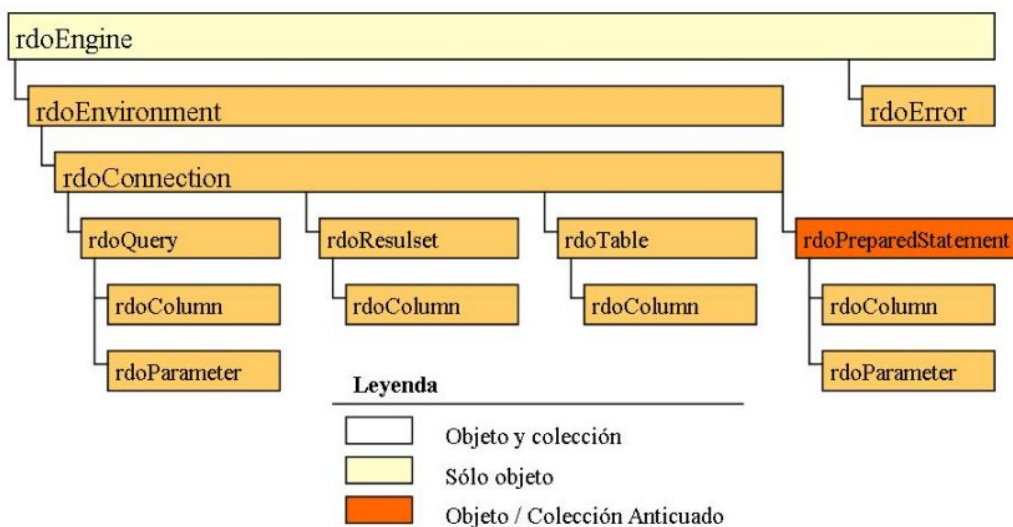 rdoEngine
rdoEnvironment
rdoError
rdoConnection
rdoQuery
rdoResulset
rdoTable
rdoPreparedStatement
rdoColumn
rdoColumn
rdoColumn
rdoColumn
rdoParameter
rdoParameter
Leyenda
Objeto y colección
Sólo objeto
Objeto / Colección Anticuado